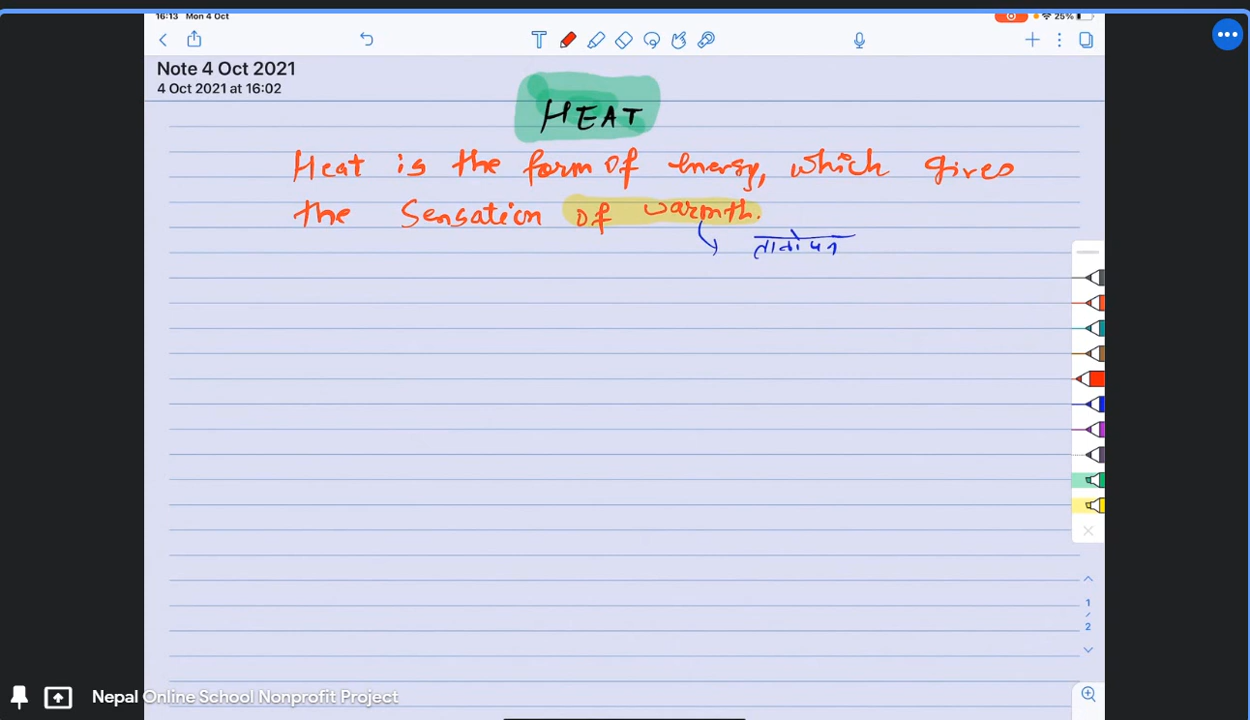 16:13 Mon 4 Oct
25%
Note 4 Oct 2021
4 Oct 2021 at 16:02
HEAT
Heat is the form of energy, which gives
the Sensation of warmth.
तातोपन
1
2
Nepal Online School Nonprofit Project